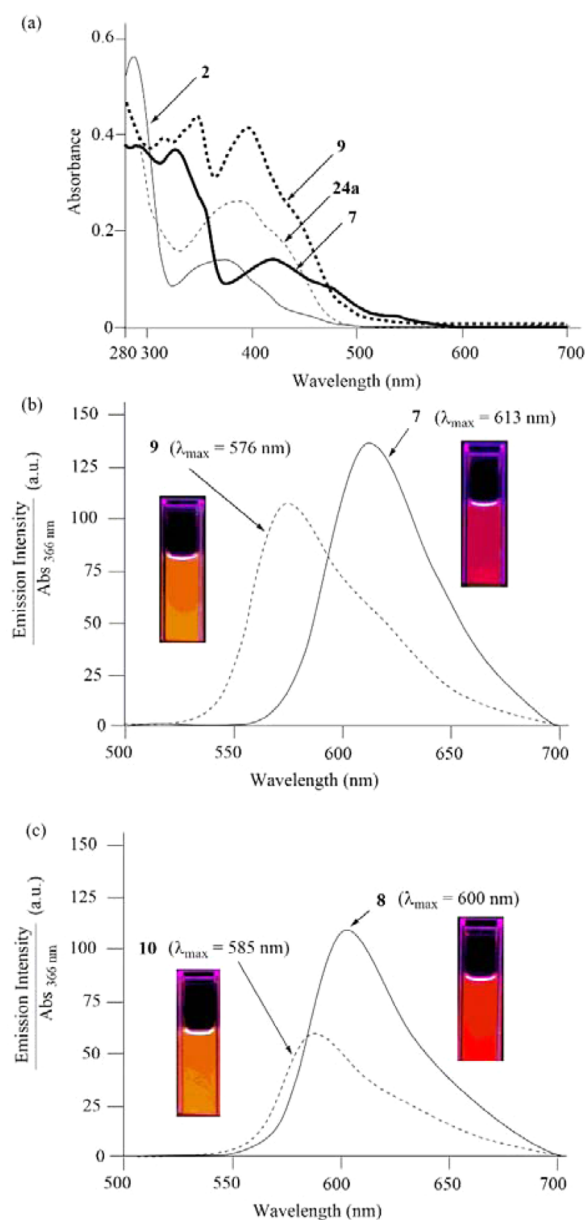 (a)
0.6
0.4
0.2
0
Absorbance
2
9
24a
7
280 300 400 500 600 700
Wavelength (nm)
(b)
150
125
100
75
50
25
0
Emission Intensity (a.u.)
Abs 366 nm
9 (λmax = 576 nm)
7 (λmax = 613 nm)
500 550 600 650 700
Wavelength (nm)
(c)
150
125
100
75
50
25
0
Emission Intensity (a.u.)
Abs 366 nm
8 (λmax = 600 nm)
10 (λmax = 585 nm)
500 550 600 650 700
Wavelength (nm)